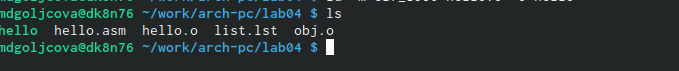 mdgoljcova@dk8n76 ~/work/arch-pc/lab04 $ ls
hello hello.asm hello.o list.lst obj.o
mdgoljcova@dk8n76 ~/work/arch-pc/lab04 $